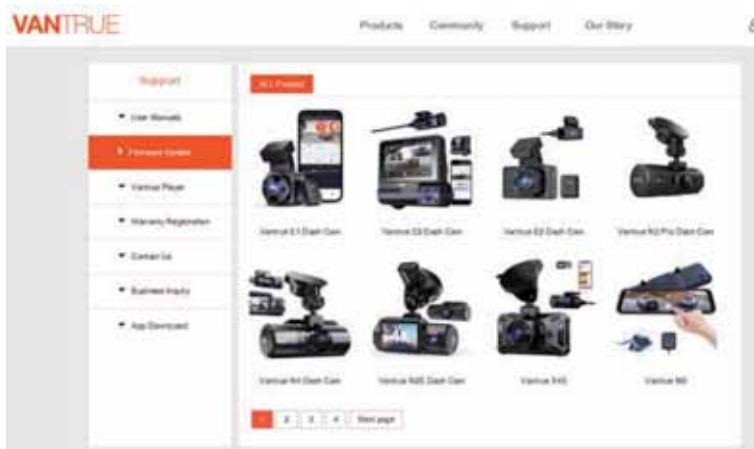 VANTRUE
Products Community Support Our Story
Support
User Manuals
Firmware Update
Vantrue Player
Warranty Registration
Contact Us
Business Inquiry
App Download
ALL Product
Vantrue E1 Dash Cam
Vantrue E3 Dash Cam
Vantrue E2 Dash Cam
Vantrue N2 Pro Dash Cam
Vantrue N4 Dash Cam
Vantrue
Dash Cam
Vantrue X4S
Vantrue
1 2 3 4 Next page